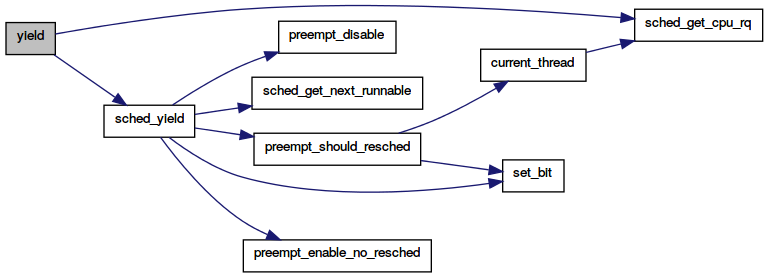 yield
sched_yield
preempt_disable
sched_get_next_runnable
preempt_should_resched
preempt_enable_no_resched
current_thread
set_bit
sched_get_cpu_rq